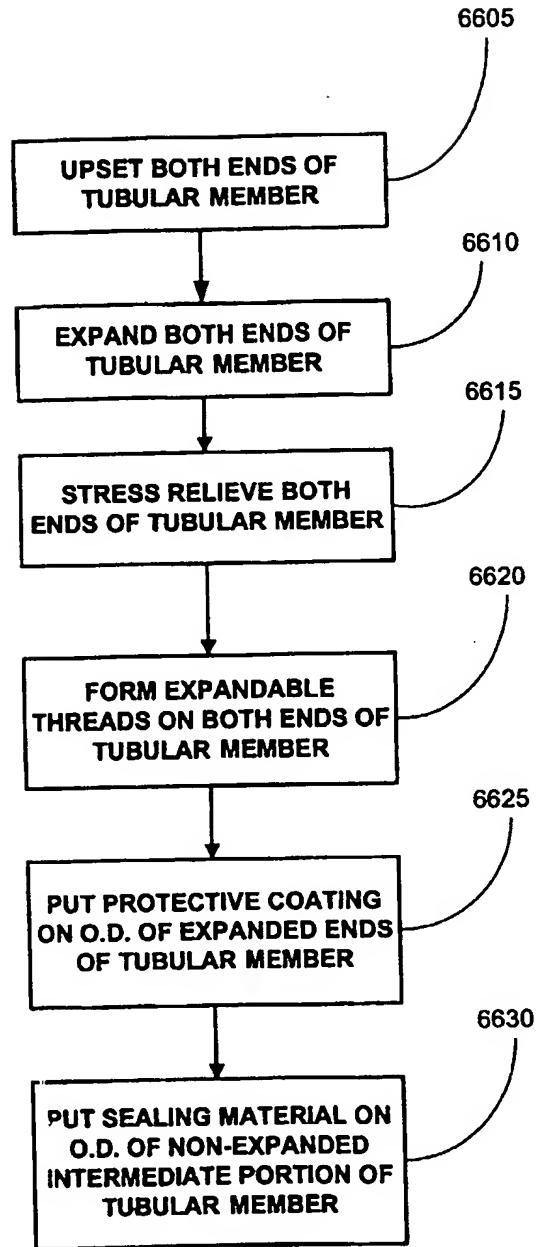 6605
UPSET BOTH ENDS OF
TUBULAR MEMBER
6610
EXPAND BOTH ENDS OF
TUBULAR MEMBER
6615
STRESS RELIEVE BOTH
ENDS OF TUBULAR MEMBER
6620
FORM EXPANDABLE
THREADS ON BOTH ENDS OF
TUBULAR MEMBER
6625
PUT PROTECTIVE COATING
ON O.D. OF EXPANDED ENDS
OF TUBULAR MEMBER
6630
PUT SEALING MATERIAL ON
O.D. OF NON-EXPANDED
INTERMEDIATE PORTION OF
TUBULAR MEMBER